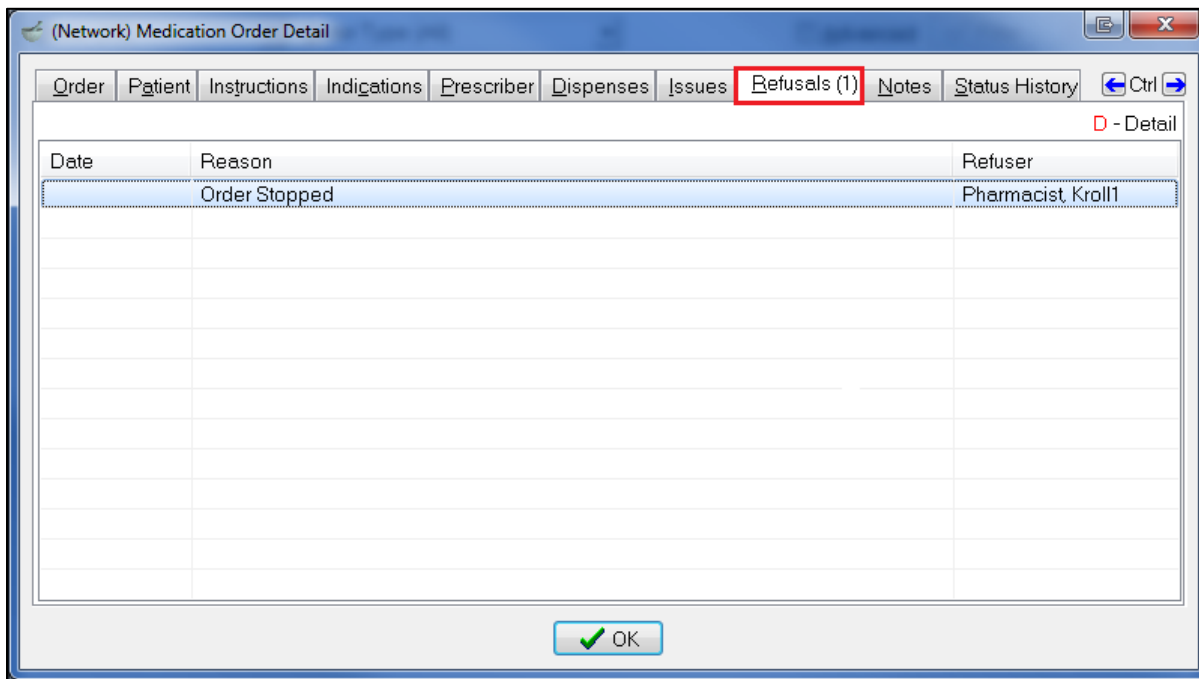 (Network) Medication Order Detail
Order Patient Instructions Indications Prescriber Dispenses Issues Refusals (1) Notes Status History Ctrl
D - Detail
Date Reason Refuser
Order Stopped Pharmacist, Kroll1
OK